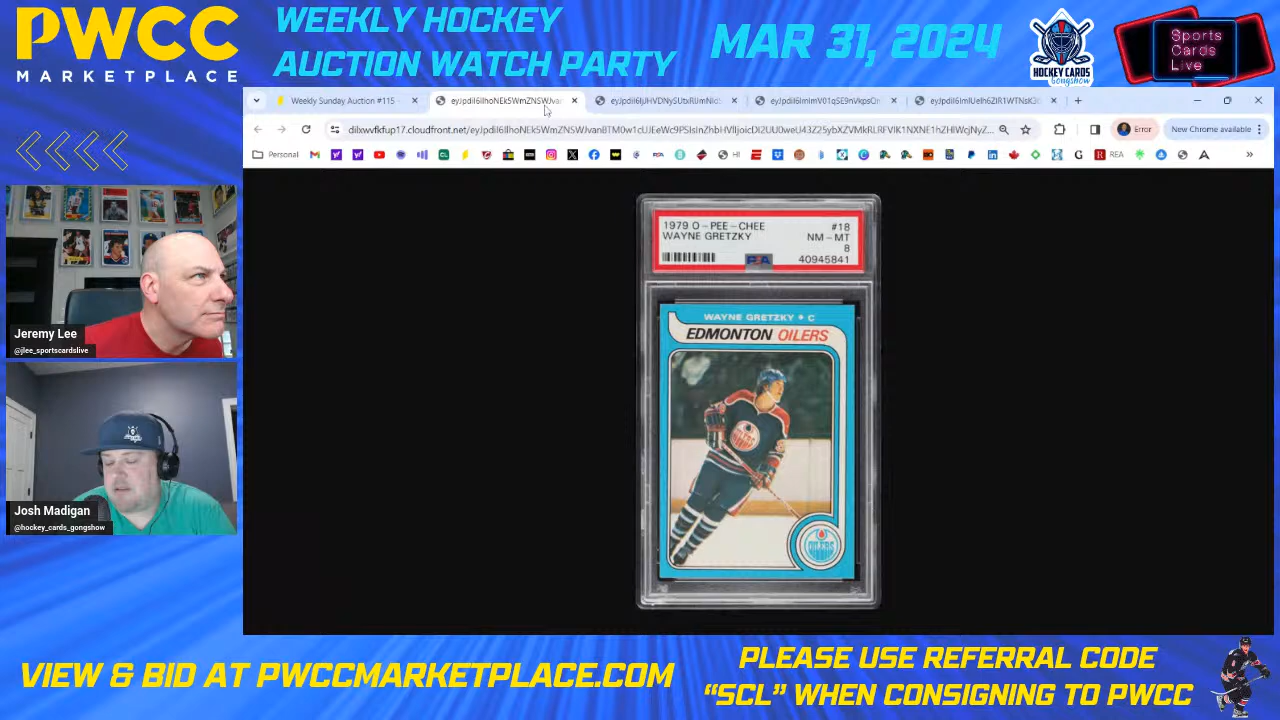 PWCC
MARKETPLACE
WEEKLY HOCKEY
AUCTION WATCH PARTY
MAR 31, 2024
HOCKEY CARDS
Gongshow
Sports
Cards
Live
Weekly Sunday Auction #115
New Chrome available
Error
Personal
REA
1979 O-PEE-CHEE #18
WAYNE GRETZKY NM-MT
8
PSA 40945841
WAYNE GRETZKY • C
EDMONTON OILERS
OILERS
Jeremy Lee
@jlee_sportscardslive
Josh Madigan
@hockey_cards_gongshow
VIEW & BID AT PWCCMARKETPLACE.COM
PLEASE USE REFERRAL CODE
“SCL” WHEN CONSIGNING TO PWCC